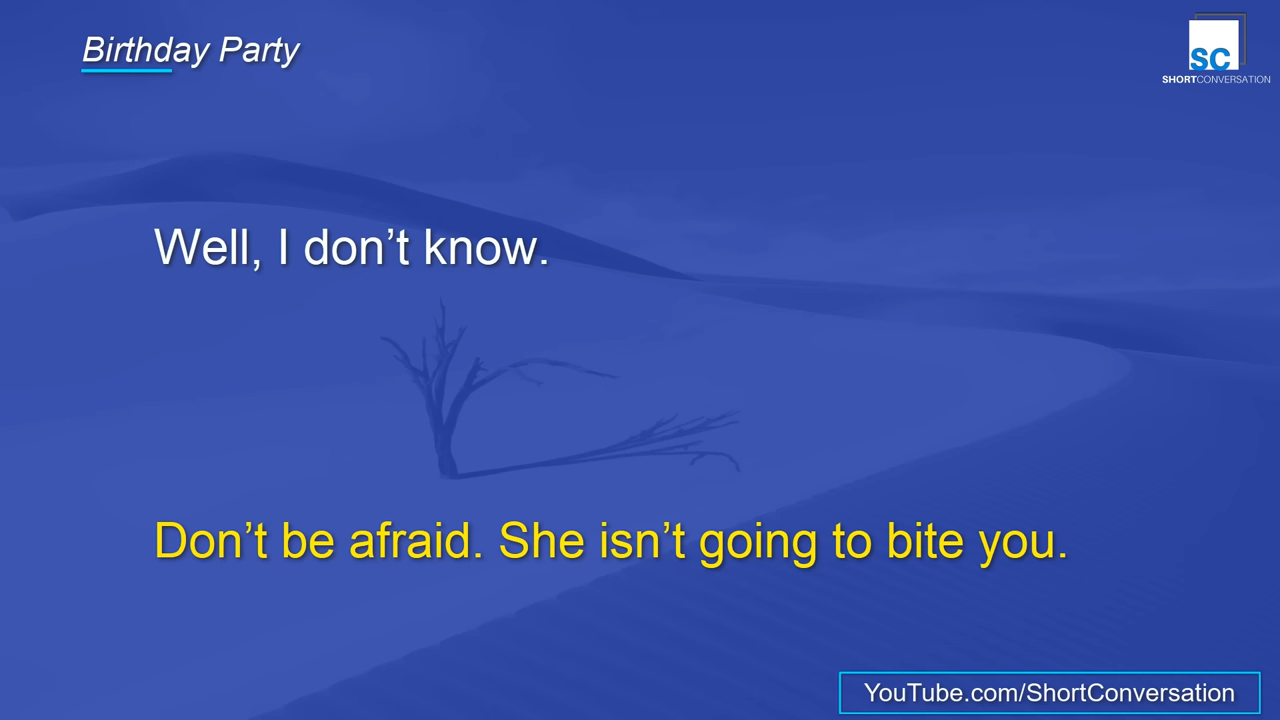 Birthday Party
SC
SHORTCONVERSATION
Well, I don’t know.
Don’t be afraid. She isn’t going to bite you.
YouTube.com/ShortConversation